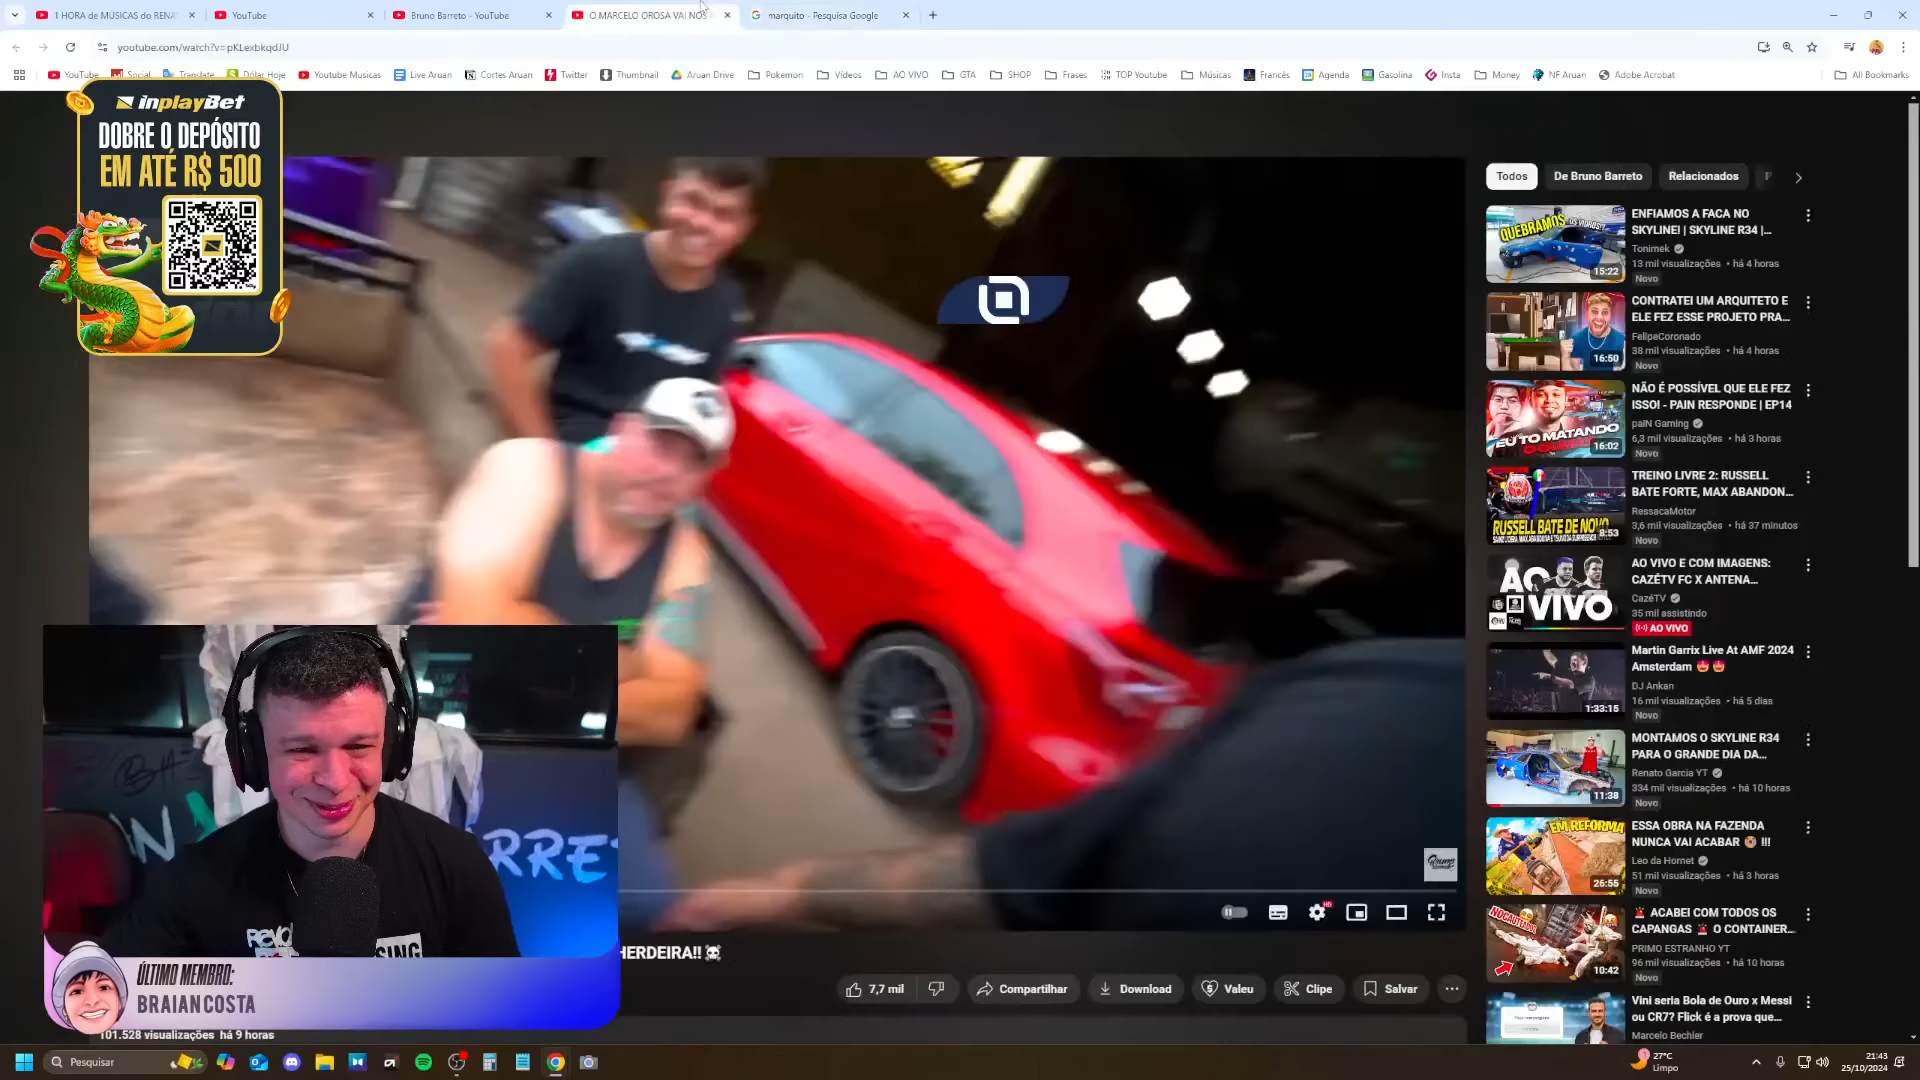 1 HORA de MÚSICAS do RENA
YouTube
Bruno Barreto - YouTube
O MARCELO OROSA VAI NOS
marquito - Pesquisa Google
youtube.com/watch?v=pKLexbkqdJU
YouTube
Social
Translate
Dólar Hoje
Youtube Musicas
Live Aruan
Cortes Aruan
Twitter
Thumbnail
Aruan Drive
Pokemon
Vídeos
AO VIVO
GTA
SHOP
Frases
TOP Youtube
Músicas
Francês
Agenda
Gasolina
Insta
Money
NF Aruan
Adobe Acrobat
All Bookmarks
inplayBet
DOBRE O DEPÓSITO
EM ATÉ R$ 500
Todos
De Bruno Barreto
Relacionados
QUEBRAMOS
OS VIDROS!?
15:22
ENFIAMOS A FACA NO
SKYLINE! | SKYLINE R34 |...
Tonimek
13 mil visualizações • há 4 horas
Novo
16:50
CONTRATEI UM ARQUITETO E
ELE FEZ ESSE PROJETO PRA...
FelipeCoronado
38 mil visualizações • há 4 horas
Novo
EU TO MATANDO
16:02
NÃO É POSSÍVEL QUE ELE FEZ
ISSO! - PAIN RESPONDE | EP14
paiN Gaming
6,3 mil visualizações • há 3 horas
Novo
RUSSELL BATE DE NOVO
8:53
TREINO LIVRE 2: RUSSELL
BATE FORTE, MAX ABANDON...
RessacaMotor
3,6 mil visualizações • há 37 minutos
Novo
AO
VIVO
AO VIVO E COM IMAGENS:
CAZÉTV FC X ANTENA...
CazéTV
35 mil assistindo
AO VIVO
1:33:15
Martin Garrix Live At AMF 2024
Amsterdam 😍😍
DJ Ankan
16 mil visualizações • há 5 dias
Novo
11:38
MONTAMOS O SKYLINE R34
PARA O GRANDE DIA DA...
Renato Garcia YT
334 mil visualizações • há 10 horas
Novo
EM REFORMA
26:55
ESSA OBRA NA FAZENDA
NUNCA VAI ACABAR 😭 !!!
Leo da Hornet
51 mil visualizações • há 3 horas
Novo
NOCAUTEADO
10:42
🚨 ACABEI COM TODOS OS
CAPANGAS 🚨 O CONTAINER...
PRIMO ESTRANHO YT
96 mil visualizações • há 10 horas
Novo
Vini seria Bola de Ouro x Messi
ou CR7? Flick é a prova que...
Marcelo Bechler
HERDEIRA!! ☠️
7,7 mil
Compartilhar
Download
Valeu
Clipe
Salvar
101.528 visualizações há 9 horas
ÚLTIMO MEMBRO:
BRAIAN COSTA
Pesquisar
27°C
Limpo
21:43
25/10/2024